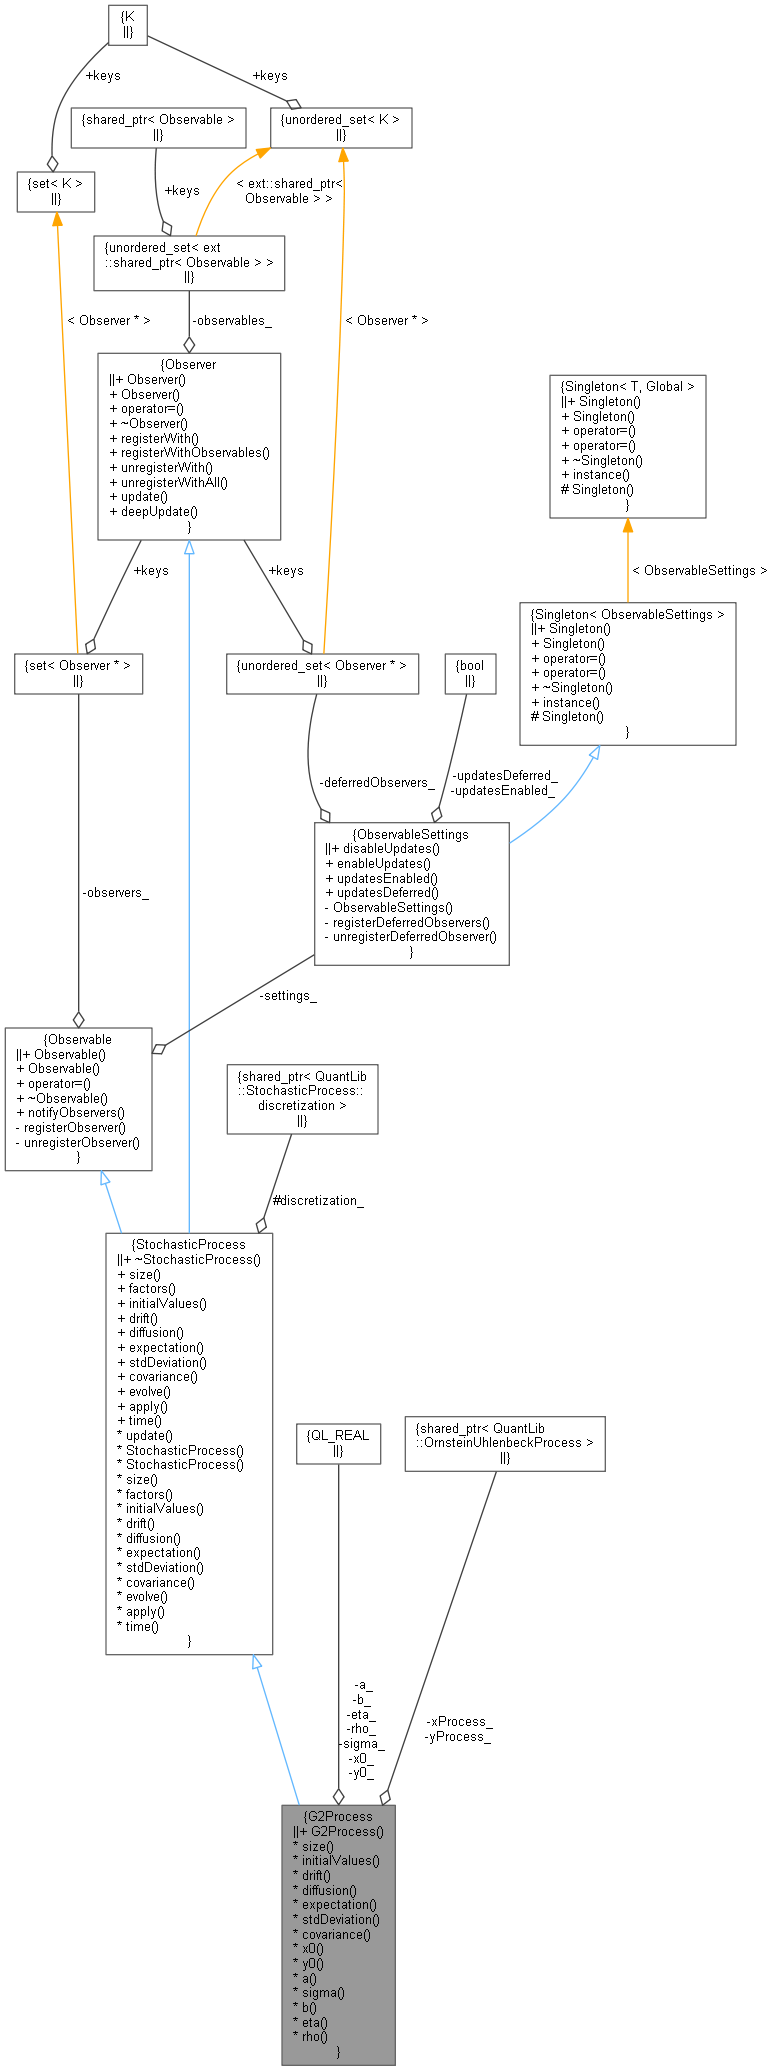 {K
||}
+keys
+keys
{shared_ptr< Observable >
||}
{unordered_set< K >
||}
{set< K >
||}
+keys
< ext::shared_ptr<
Observable > >
{unordered_set< ext
::shared_ptr< Observable > >
||}
< Observer * >
-observables_
< Observer * >
{Observer
||+ Observer()
+ Observer()
+ operator=()
+ ~Observer()
+ registerWith()
+ registerWithObservables()
+ unregisterWith()
+ unregisterWithAll()
+ update()
+ deepUpdate()
}
{Singleton< T, Global >
||+ Singleton()
+ Singleton()
+ operator=()
+ operator=()
+ ~Singleton()
+ instance()
# Singleton()
}
+keys
+keys
< ObservableSettings >
{Singleton< ObservableSettings >
||+ Singleton()
+ Singleton()
+ operator=()
+ operator=()
+ ~Singleton()
+ instance()
# Singleton()
}
{set< Observer * >
||}
{unordered_set< Observer * >
||}
{bool
||}
-deferredObservers_
-updatesDeferred_
-updatesEnabled_
{ObservableSettings
||+ disableUpdates()
+ enableUpdates()
+ updatesEnabled()
+ updatesDeferred()
- ObservableSettings()
- registerDeferredObservers()
- unregisterDeferredObserver()
}
-observers_
-settings_
{Observable
||+ Observable()
+ Observable()
+ operator=()
+ ~Observable()
+ notifyObservers()
- registerObserver()
- unregisterObserver()
}
{shared_ptr< QuantLib
::StochasticProcess::
discretization >
||}
#discretization_
{StochasticProcess
||+ ~StochasticProcess()
+ size()
+ factors()
+ initialValues()
+ drift()
+ diffusion()
+ expectation()
+ stdDeviation()
+ covariance()
+ evolve()
+ apply()
+ time()
* update()
* StochasticProcess()
* StochasticProcess()
* size()
* factors()
* initialValues()
* drift()
* diffusion()
* expectation()
* stdDeviation()
* covariance()
* evolve()
* apply()
* time()
}
{QL_REAL
||}
{shared_ptr< QuantLib
::OrnsteinUhlenbeckProcess >
||}
-a_
-b_
-eta_
-rho_
-sigma_
-x0_
-y0_
-xProcess_
-yProcess_
{G2Process
||+ G2Process()
* size()
* initialValues()
* drift()
* diffusion()
* expectation()
* stdDeviation()
* covariance()
* x0()
* y0()
* a()
* sigma()
* b()
* eta()
* rho()
}